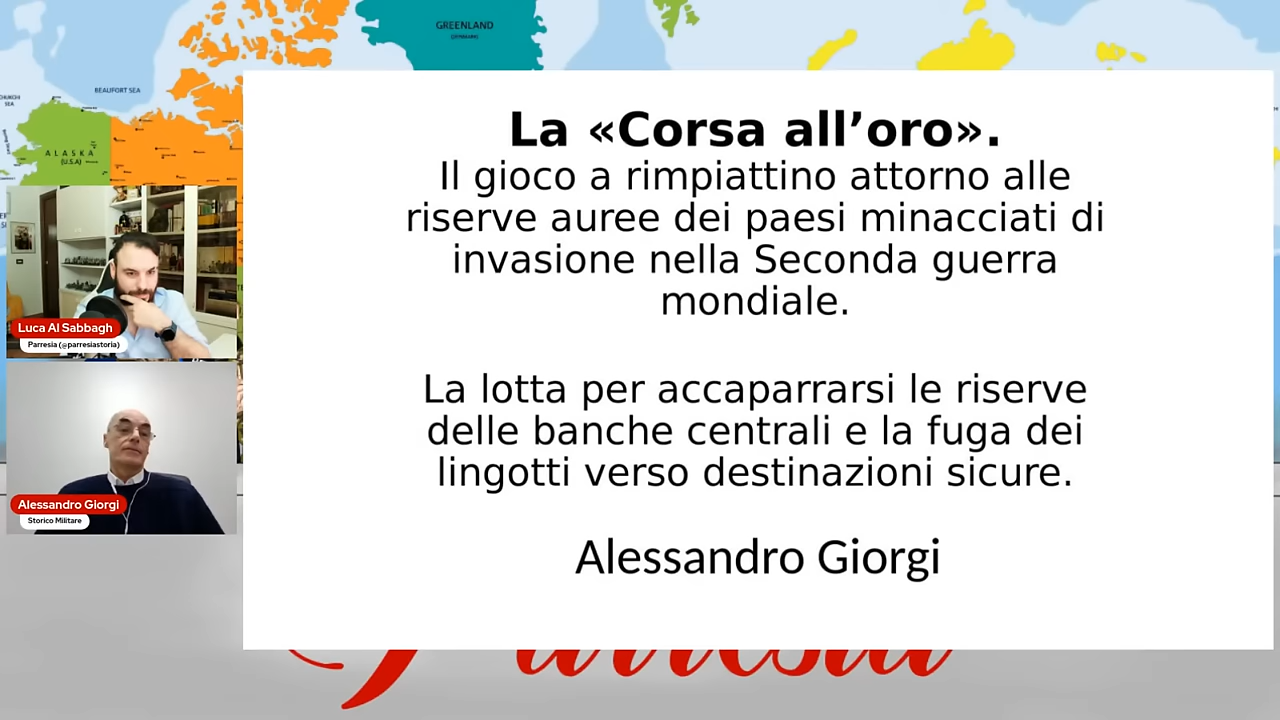 GREENLAND
(DENMARK)
BEAUFORT SEA
ALASKA
(U.S.A)
La «Corsa all’oro».
Il gioco a rimpiattino attorno alle
riserve auree dei paesi minacciati di
invasione nella Seconda guerra
mondiale.
La lotta per accaparrarsi le riserve
delle banche centrali e la fuga dei
lingotti verso destinazioni sicure.
Alessandro Giorgi
Luca Al Sabbagh
Parresia (@parresiastoria)
Alessandro Giorgi
Storico Militare
Parresia